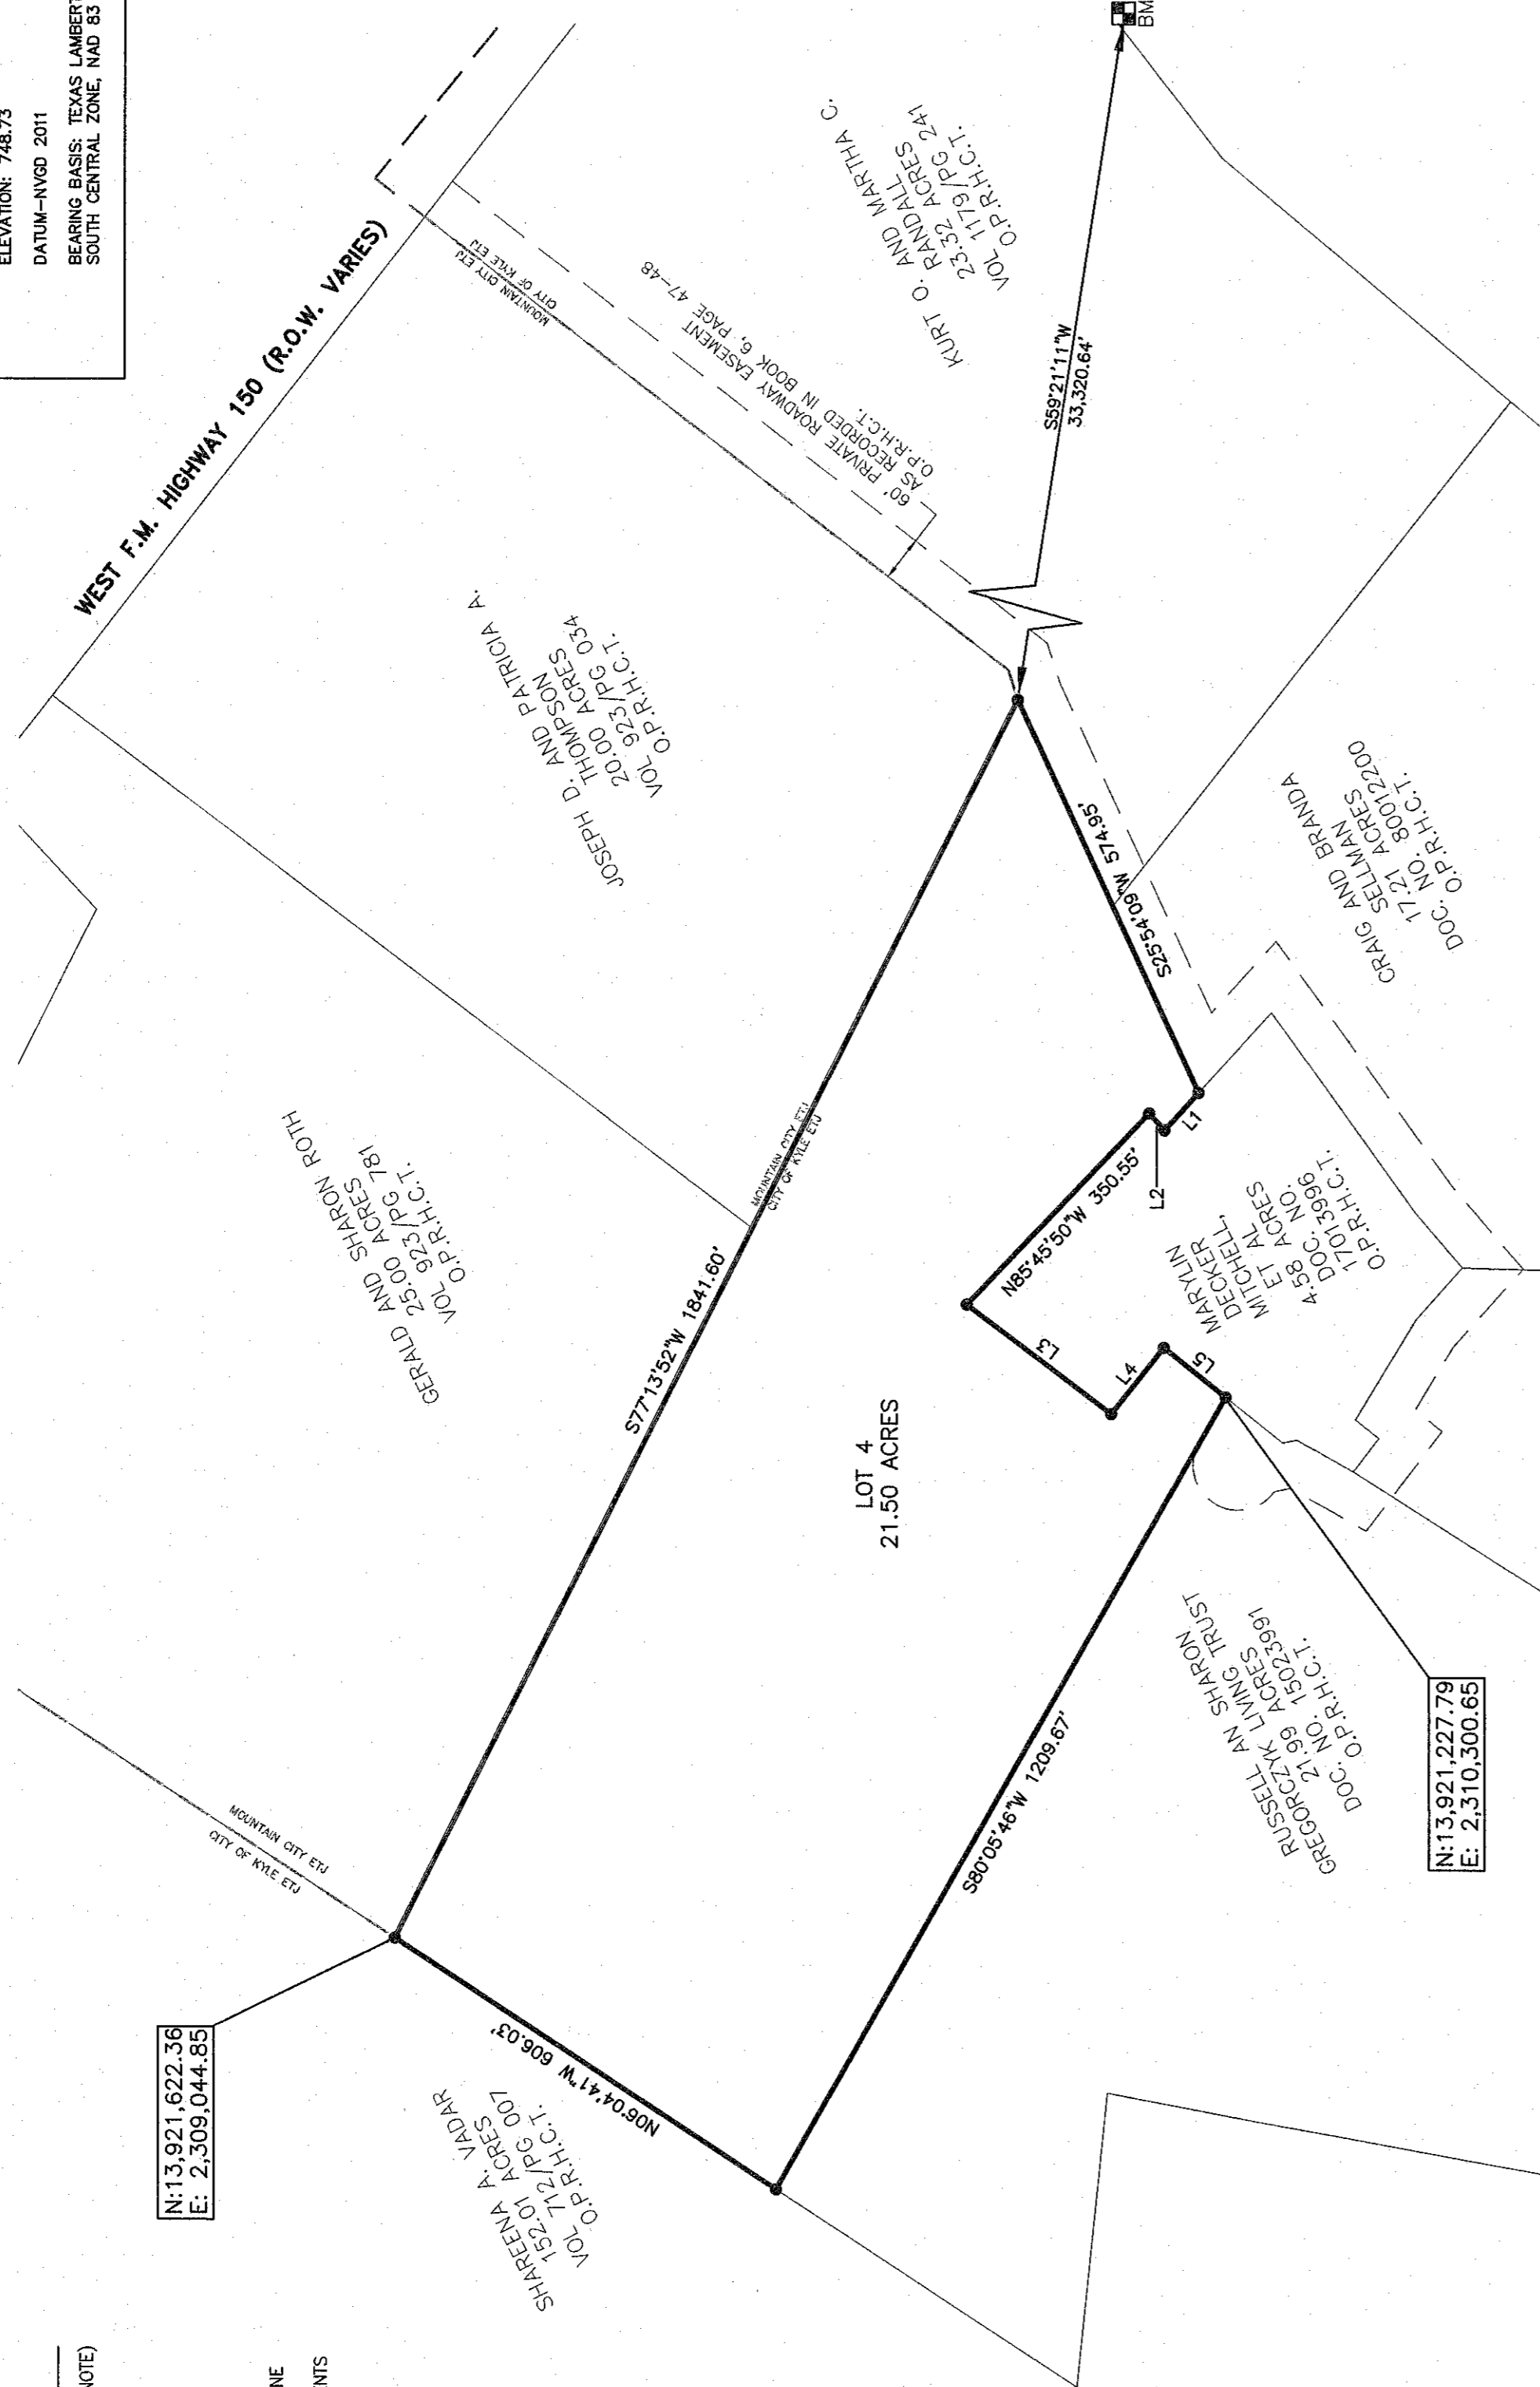 ELEVATION: 748.73
DATUM-NVGD 2011
BEARING BASIS: TEXAS LAMBERT
SOUTH CENTRAL ZONE, NAD 83
WEST F.M. HIGHWAY 150 (R.O.W. VARIES)
MOUNTAIN CITY ETJ
CITY OF KYLE ETJ
60' PRIVATE ROADWAY EASEMENT
AS RECORDED IN BOOK 6, PAGE 47-48
O.P.R.H.C.T.
KURT O. AND MARTHA C.
RANDALL
23.32 ACRES
VOL 1179/PG 241
O.P.R.H.C.T.
BM
S59°21'11"W
33,320.64'
JOSEPH D. AND PATRICIA A.
THOMPSON
20.00 ACRES
VOL 923/PG 034
O.P.R.H.C.T.
GERALD AND SHARON ROTH
25.00 ACRES
VOL 923/PG 781
O.P.R.H.C.T.
S77°13'52"W 1841.60'
MOUNTAIN CITY ETJ
CITY OF KYLE ETJ
S25°54'09"W 574.95'
CRAIG AND BRANDA
SELLMAN
17.21 ACRES
DOC. NO. 80012200
O.P.R.H.C.T.
L1
L2
N85°45'50"W 350.55'
L3
L4
L5
MARYLIN
DECKER
MITCHELL,
ET AL
4.58 ACRES
DOC. NO.
17013996
O.P.R.H.C.T.
LOT 4
21.50 ACRES
MOUNTAIN CITY ETJ
CITY OF KYLE ETJ
S80°05'46"W 1209.67'
RUSSELL AN SHARON
GREGORCZYK LIVING TRUST
21.99 ACRES
DOC. NO. 15023991
O.P.R.H.C.T.
N:13,921,227.79
E: 2,310,300.65
N:13,921,622.36
E: 2,309,044.85
N06°04'41"W 606.03'
SHAREENA A. VADAR
152.01 ACRES
VOL 712/PG 007
O.P.R.H.C.T.
NOTE)
NE
NTS